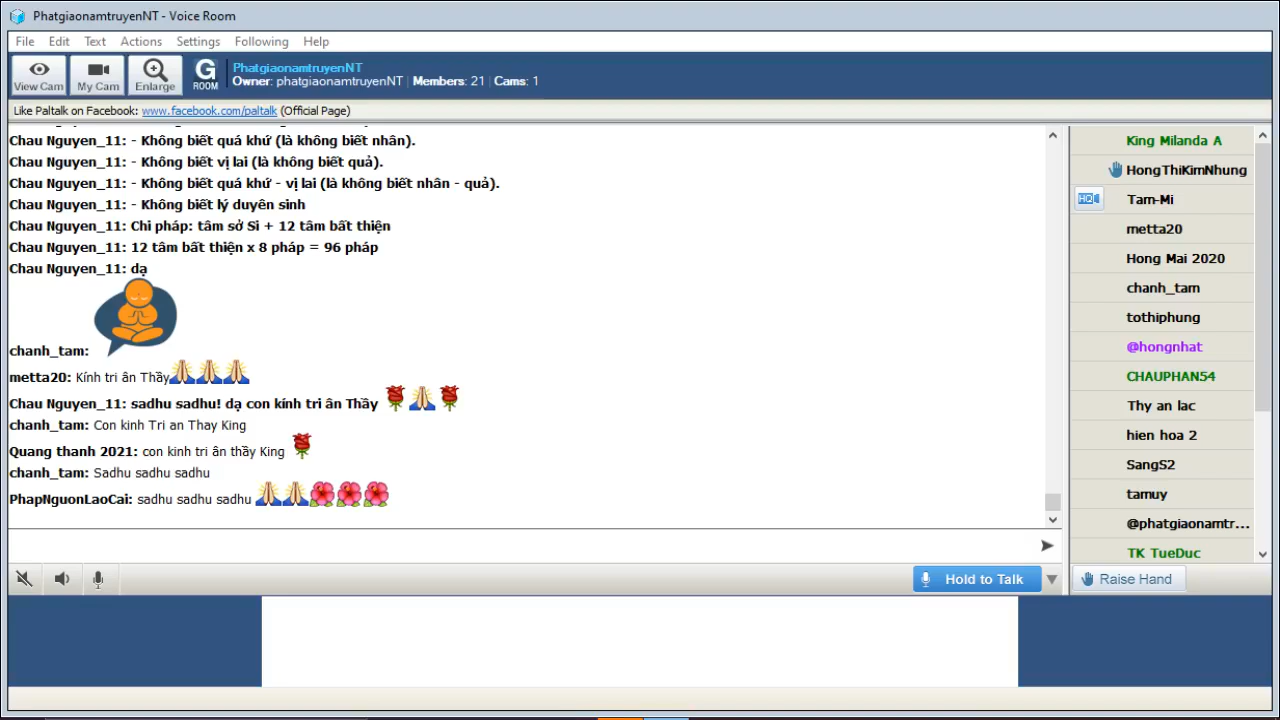 PhatgiaonamtruyenNT - Voice Room
File Edit Text Actions Settings Following Help
View Cam
My Cam
Enlarge
G ROOM
PhatgiaonamtruyenNT
Owner: phatgiaonamtruyenNT | Members: 21 | Cams: 1
Like Paltalk on Facebook: www.facebook.com/paltalk (Official Page)
Chau Nguyen_11: - Không biết quá khứ (là không biết nhân).
Chau Nguyen_11: - Không biết vị lai (là không biết quả).
Chau Nguyen_11: - Không biết quá khứ - vị lai (là không biết nhân - quả).
Chau Nguyen_11: - Không biết lý duyên sinh
Chau Nguyen_11: Chi pháp: tâm sở Si + 12 tâm bất thiện
Chau Nguyen_11: 12 tâm bất thiện x 8 pháp = 96 pháp
Chau Nguyen_11: dạ
chanh_tam:
metta20: Kính tri ân Thầy
Chau Nguyen_11: sadhu sadhu! dạ con kính tri ân Thầy
chanh_tam: Con kinh Tri an Thay King
Quang thanh 2021: con kinh tri ân thầy King
chanh_tam: Sadhu sadhu sadhu
PhapNguonLaoCai: sadhu sadhu sadhu
King Milanda A
HongThiKimNhung
HQ
Tam-Mi
metta20
Hong Mai 2020
chanh_tam
tothiphung
@hongnhat
CHAUPHAN54
Thy an lac
hien hoa 2
SangS2
tamuy
@phatgiaonamtr...
TK TueDuc
Hold to Talk
Raise Hand